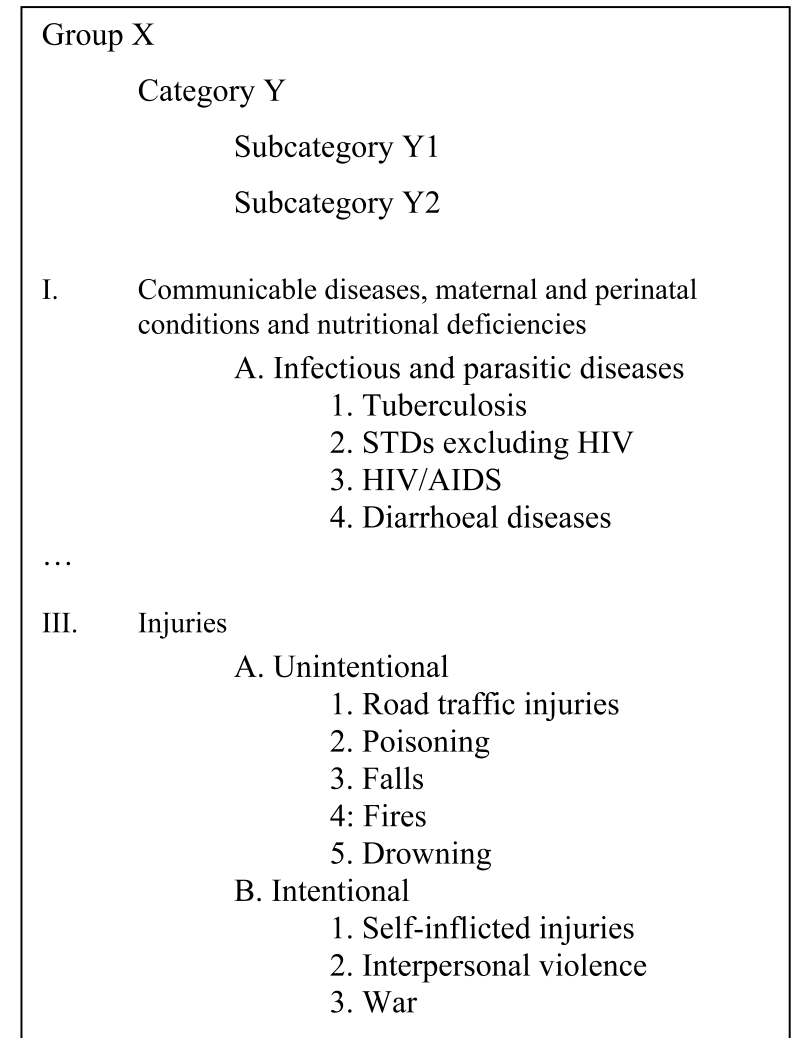 Group X
Category Y
Subcategory Y1
Subcategory Y2
I. Communicable diseases, maternal and perinatal
conditions and nutritional deficiencies
A. Infectious and parasitic diseases
1. Tuberculosis
2. STDs excluding HIV
3. HIV/AIDS
4. Diarrhoeal diseases
…
III. Injuries
A. Unintentional
1. Road traffic injuries
2. Poisoning
3. Falls
4: Fires
5. Drowning
B. Intentional
1. Self-inflicted injuries
2. Interpersonal violence
3. War